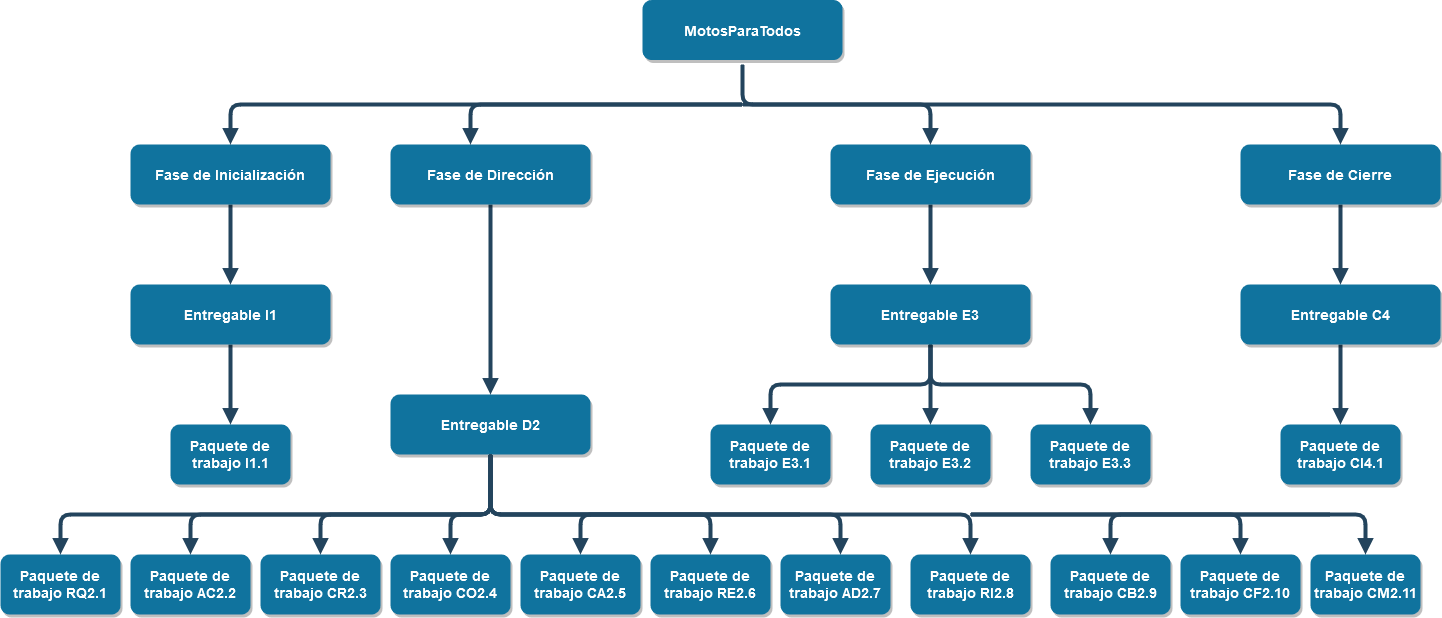 MotosParaTodos
Fase de Inicialización
Fase de Dirección
Fase de Ejecución
Fase de Cierre
Entregable I1
Entregable E3
Entregable C4
Entregable D2
Paquete de
trabajo I1.1
Paquete de
trabajo E3.1
Paquete de
trabajo E3.2
Paquete de
trabajo E3.3
Paquete de
trabajo CI4.1
Paquete de
trabajo RQ2.1
Paquete de
trabajo AC2.2
Paquete de
trabajo CR2.3
Paquete de
trabajo CO2.4
Paquete de
trabajo CA2.5
Paquete de
trabajo RE2.6
Paquete de
trabajo AD2.7
Paquete de
trabajo RI2.8
Paquete de
trabajo CB2.9
Paquete de
trabajo CF2.10
Paquete de
trabajo CM2.11